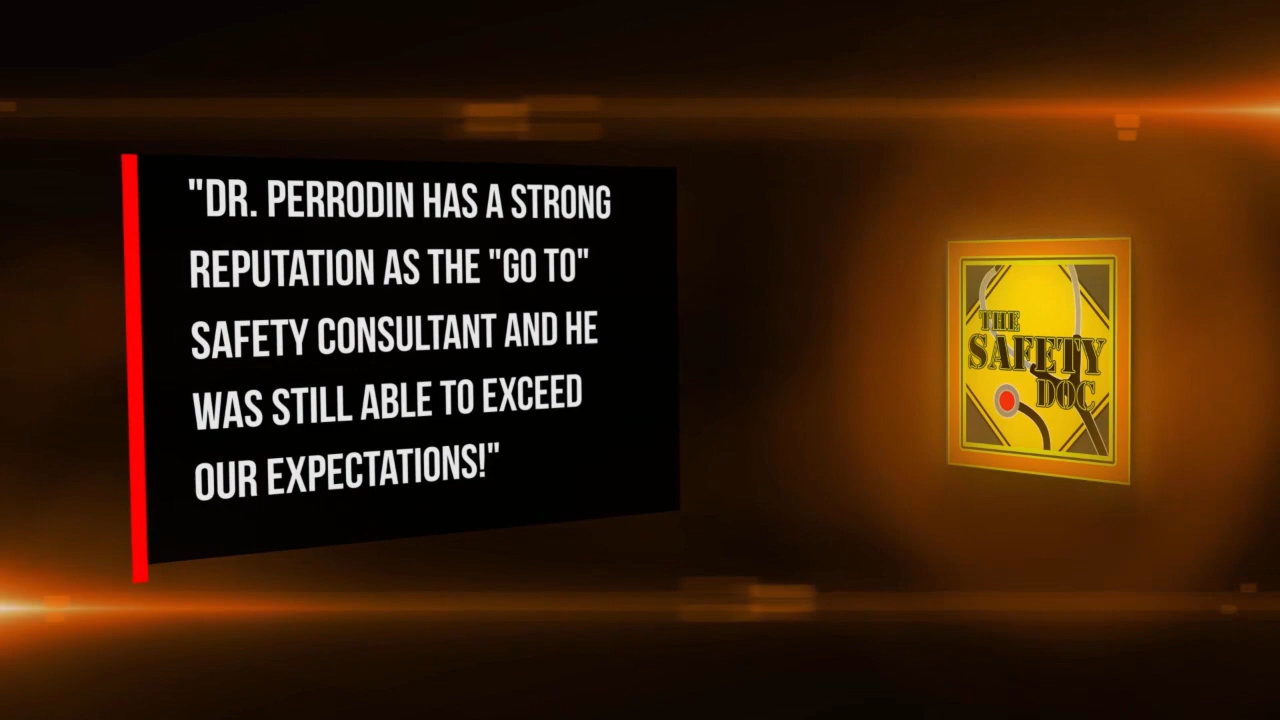 "DR. PERRODIN HAS A STRONG
REPUTATION AS THE "GO TO"
SAFETY CONSULTANT AND HE
WAS STILL ABLE TO EXCEED
OUR EXPECTATIONS!"
THE
SAFETY
DOC